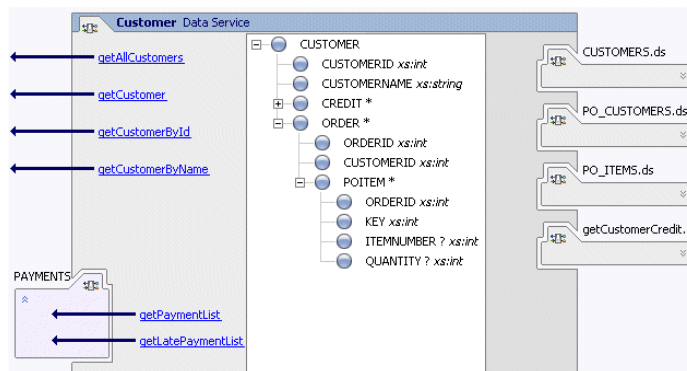 Customer Data Service
getAllCustomers
getCustomer
getCustomerById
getCustomerByName
PAYMENTS
getPaymentList
getLatePaymentList
CUSTOMER
CUSTOMERID xs:int
CUSTOMERNAME xs:string
CREDIT *
ORDER *
ORDERID xs:int
CUSTOMERID xs:int
POITEM *
ORDERID xs:int
KEY xs:int
ITEMNUMBER ? xs:int
QUANTITY ? xs:int
CUSTOMERS.ds
PO_CUSTOMERS.ds
PO_ITEMS.ds
getCustomerCredit.